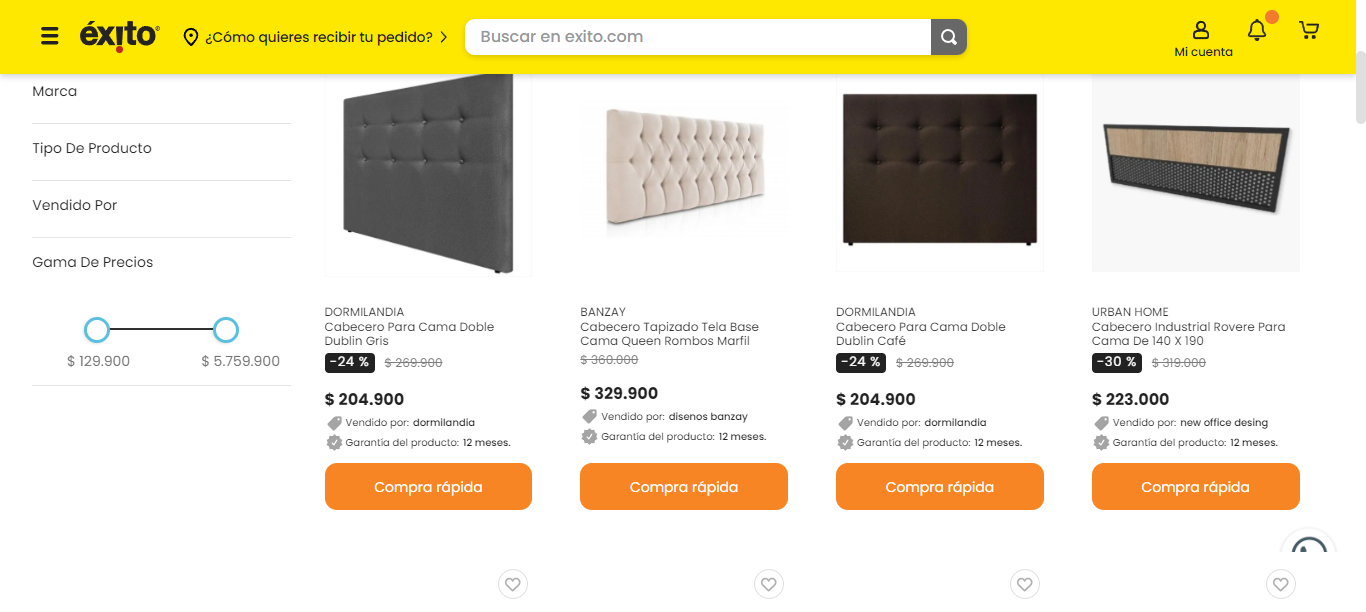 éxito
¿Cómo quieres recibir tu pedido?
Buscar en exito.com
Mi cuenta
Marca
Tipo De Producto
Vendido Por
Gama De Precios
$ 129.900
$ 5.759.900
DORMILANDIA
Cabecero Para Cama Doble
Dublin Gris
-24 % $ 269.900
$ 204.900
Vendido por: dormilandia
Garantía del producto: 12 meses.
Compra rápida
BANZAY
Cabecero Tapizado Tela Base
Cama Queen Rombos Marfil
$ 360.000
$ 329.900
Vendido por: disenos banzay
Garantía del producto: 12 meses.
Compra rápida
DORMILANDIA
Cabecero Para Cama Doble
Dublin Café
-24 % $ 269.900
$ 204.900
Vendido por: dormilandia
Garantía del producto: 12 meses.
Compra rápida
URBAN HOME
Cabecero Industrial Rovere Para
Cama De 140 X 190
-30 % $ 319.000
$ 223.000
Vendido por: new office desing
Garantía del producto: 12 meses.
Compra rápida